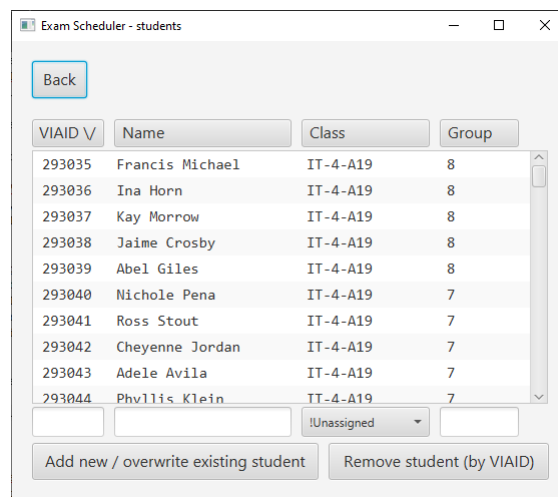 Exam Scheduler - students
Back
VIAID \/ Name Class Group
293035 Francis Michael IT-4-A19 8
293036 Ina Horn IT-4-A19 8
293037 Kay Morrow IT-4-A19 8
293038 Jaime Crosby IT-4-A19 8
293039 Abel Giles IT-4-A19 8
293040 Nichole Pena IT-4-A19 7
293041 Ross Stout IT-4-A19 7
293042 Cheyenne Jordan IT-4-A19 7
293043 Adele Avila IT-4-A19 7
293044 Phyllis Klein IT-4-A19 7
!Unassigned
Add new / overwrite existing student Remove student (by VIAID)